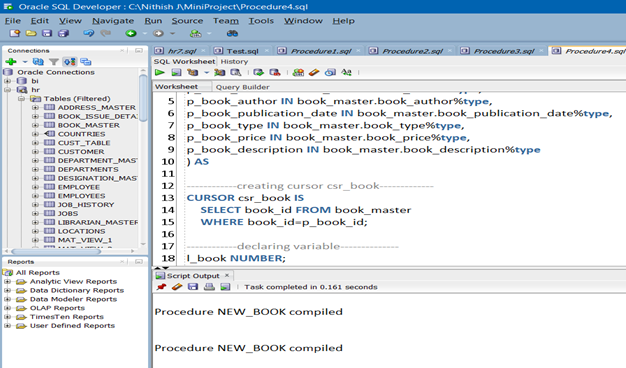 Oracle SQL Developer : C:\Nithish J\MiniProject\Procedure4.sql
File Edit View Navigate Run Source Team Tools Window Help
Connections
hr7.sql Test.sql Procedure1.sql Procedure2.sql Procedure3.sql Procedure4.sql
SQL Worksheet History
Worksheet Query Builder
Oracle Connections
bi
hr
Tables (Filtered)
ADDRESS_MASTER
BOOK_ISSUE_DETA
BOOK_MASTER
COUNTRIES
CUST_TABLE
CUSTOMER
DEPARTMENT_MAS
DEPARTMENTS
DESIGNATION_MAS
EMPLOYEE
EMPLOYEES
JOB_HISTORY
JOBS
LIBRARIAN_MASTER
LOCATIONS
MAT_VIEW_1
5 p_book_author IN book_master.book_author%type,
6 p_book_publication_date IN book_master.book_publication_date%type,
7 p_book_type IN book_master.book_type%type,
8 p_book_price IN book_master.book_price%type,
9 p_book_description IN book_master.book_description%type
10 ) AS
11
12 ------------creating cursor csr_book-------------
13 CURSOR csr_book IS
14 SELECT book_id FROM book_master
15 WHERE book_id=p_book_id;
16
17 ------------declaring variable--------------
18 l_book NUMBER;
Reports
All Reports
Analytic View Reports
Data Dictionary Reports
Data Modeler Reports
OLAP Reports
TimesTen Reports
User Defined Reports
Script Output
Task completed in 0.161 seconds
Procedure NEW_BOOK compiled
Procedure NEW_BOOK compiled